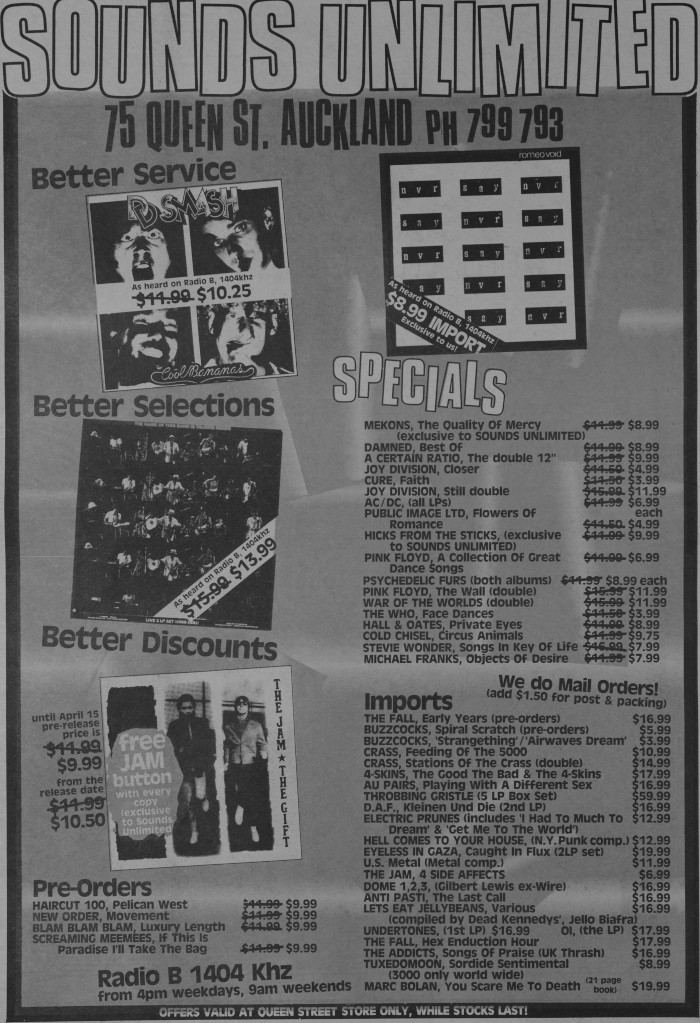 SOUNDS UNLIMITED
75 QUEEN ST. AUCKLAND PH 799 793
Better Service
DD SMASH
As heard on Radio B, 1404khz
$11.99 $10.25
Cool Bananas
romeo void
nvr say nvr
say nvr say
nvr say nvr
say nvr say
say nvr
As heard on Radio B, 1404khz
$8.99 IMPORT
Exclusive to us!
Better Selections
As heard on Radio B, 1404khz
$15.99 $13.99
Better Discounts
until April 15
pre-release
price is
$11.99
$9.99
from the
release date
$11.99
$10.50
free
JAM
button
with every
copy
(exclusive
to Sounds
Unlimited)
THE JAM ★ THE GIFT
Pre-Orders
HAIRCUT 100, Pelican West $11.99 $9.99
NEW ORDER, Movement $11.99 $9.99
BLAM BLAM BLAM, Luxury Length $11.99 $9.99
SCREAMING MEEMEES, If This Is
Paradise I'll Take The Bag $11.99 $9.99
Radio B 1404 Khz
from 4pm weekdays, 9am weekends
SPECIALS
MEKONS, The Quality Of Mercy $11.99 $8.99
(exclusive to SOUNDS UNLIMITED)
DAMNED, Best Of $11.99 $8.99
A CERTAIN RATIO, The double 12" $11.99 $9.99
JOY DIVISION, Closer $11.50 $4.99
CURE, Faith $11.50 $3.99
JOY DIVISION, Still double $15.99 $11.99
AC/DC, (all LPs) $11.99 $6.99
each
PUBLIC IMAGE LTD, Flowers Of
Romance $11.50 $4.99
HICKS FROM THE STICKS, (exclusive $11.99 $9.99
to SOUNDS UNLIMITED)
PINK FLOYD, A Collection Of Great $11.99 $6.99
Dance Songs
PSYCHEDELIC FURS (both albums) $11.99 $8.99 each
PINK FLOYD, The Wall (double) $15.99 $11.99
WAR OF THE WORLDS (double) $15.99 $11.99
THE WHO, Face Dances $11.50 $3.99
HALL & OATES, Private Eyes $11.99 $8.99
COLD CHISEL, Circus Animals $11.99 $9.75
STEVIE WONDER, Songs In Key Of Life $16.99 $7.99
MICHAEL FRANKS, Objects Of Desire $11.99 $7.99
We do Mail Orders!
(add $1.50 for post & packing)
Imports
THE FALL, Early Years (pre-orders) $16.99
BUZZCOCKS, Spiral Scratch (pre-orders) $5.99
BUZZCOCKS, 'Strangething'/'Airwaves Dream' $3.99
CRASS, Feeding Of The 5000 $10.99
CRASS, Stations Of The Crass (double) $14.99
4-SKINS, The Good The Bad & The 4-Skins $17.99
AU PAIRS, Playing With A Different Sex $16.99
THROBBING GRISTLE (5 LP Box Set) $59.99
D.A.F., Kleinen Und Die (2nd LP) $16.99
ELECTRIC PRUNES (includes 'I Had To Much To $12.99
Dream' & 'Get Me To The World')
HELL COMES TO YOUR HOUSE, (N.Y. Punk comp.) $12.99
EYELESS IN GAZA, Caught In Flux (2LP set) $19.99
U.S. Metal (Metal comp.) $11.99
THE JAM, 4 SIDE AFFECTS $6.99
DOME 1,2,3, (Gilbert Lewis ex-Wire) $16.99
ANTI PASTI, The Last Call $16.99
LETS EAT JELLYBEANS, Various $16.99
(compiled by Dead Kennedys', Jello Biafra)
UNDERTONES, (1st LP) $16.99 OI, (the LP) $17.99
THE FALL, Hex Enduction Hour $17.99
THE ADDICTS, Songs Of Praise (UK Thrash) $16.99
TUXEDOMOON, Sordide Sentimental $8.99
(3000 only world wide)
MARC BOLAN, You Scare Me To Death (21 page book) $19.99
OFFERS VALID AT QUEEN STREET STORE ONLY, WHILE STOCKS LAST!